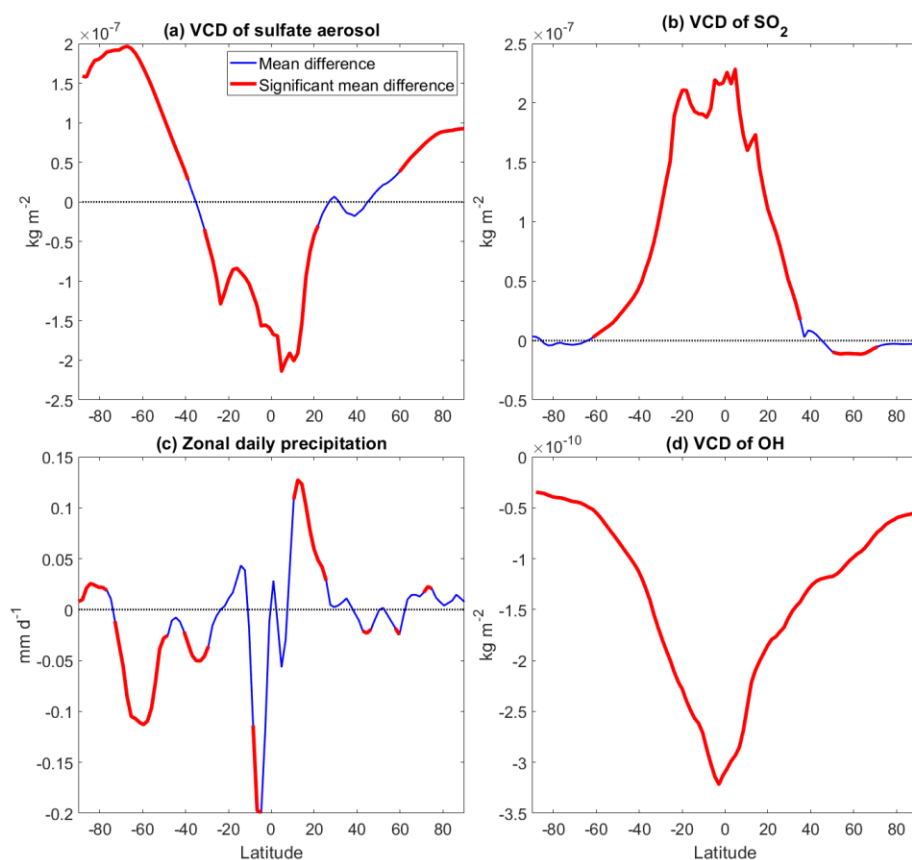 (a) VCD of sulfate aerosol
×10⁻⁷
2
1.5
1
0.5
0
-0.5
-1
-1.5
-2
-2.5
kg m⁻²
Mean difference
Significant mean difference
-80 -60 -40 -20 0 20 40 60 80
(b) VCD of SO₂
×10⁻⁷
2.5
2
1.5
1
0.5
0
-0.5
kg m⁻²
-80 -60 -40 -20 0 20 40 60 80
(c) Zonal daily precipitation
0.15
0.1
0.05
0
-0.05
-0.1
-0.15
-0.2
mm d⁻¹
-80 -60 -40 -20 0 20 40 60 80
Latitude
(d) VCD of OH
×10⁻¹⁰
0
-0.5
-1
-1.5
-2
-2.5
-3
-3.5
kg m⁻²
-80 -60 -40 -20 0 20 40 60 80
Latitude